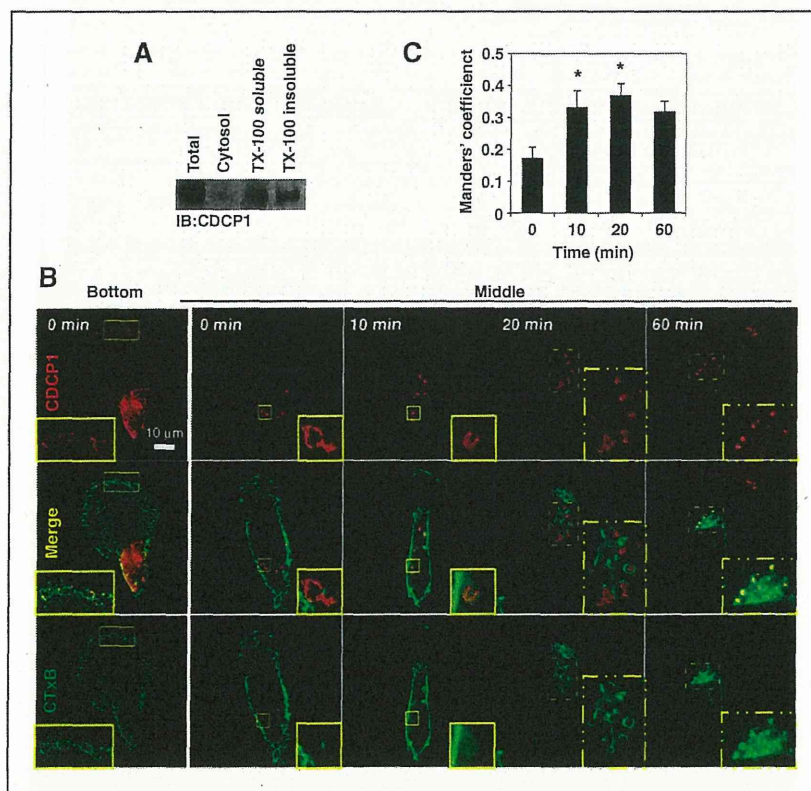 A
Total
Cytosol
TX-100 soluble
TX-100 insoluble
IB:CDCP1
C
Manders' coefficienct
0.5
0.4
0.3
0.2
0.1
0
0 10 20 60
Time (min)
* *
B
Bottom
Middle
0 min
0 min
10 min
20 min
60 min
CDCP1
10 µm
Merge
CTxB